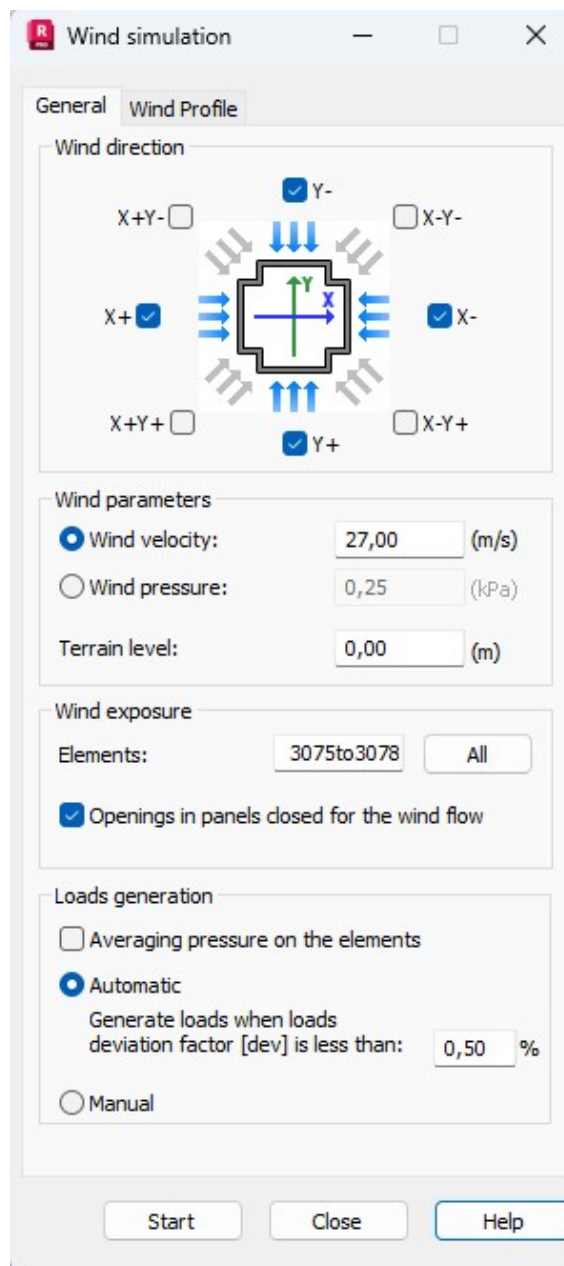 R
PRO
Wind simulation
General Wind Profile
Wind direction
Y-
X+Y- X-Y-
Y
X
X+ X-
X+Y+ X-Y+
Y+
Wind parameters
Wind velocity: 27,00 (m/s)
Wind pressure: 0,25 (kPa)
Terrain level: 0,00 (m)
Wind exposure
Elements: 3075to3078 All
Openings in panels closed for the wind flow
Loads generation
Averaging pressure on the elements
Automatic
Generate loads when loads
deviation factor [dev] is less than: 0,50 %
Manual
Start Close Help